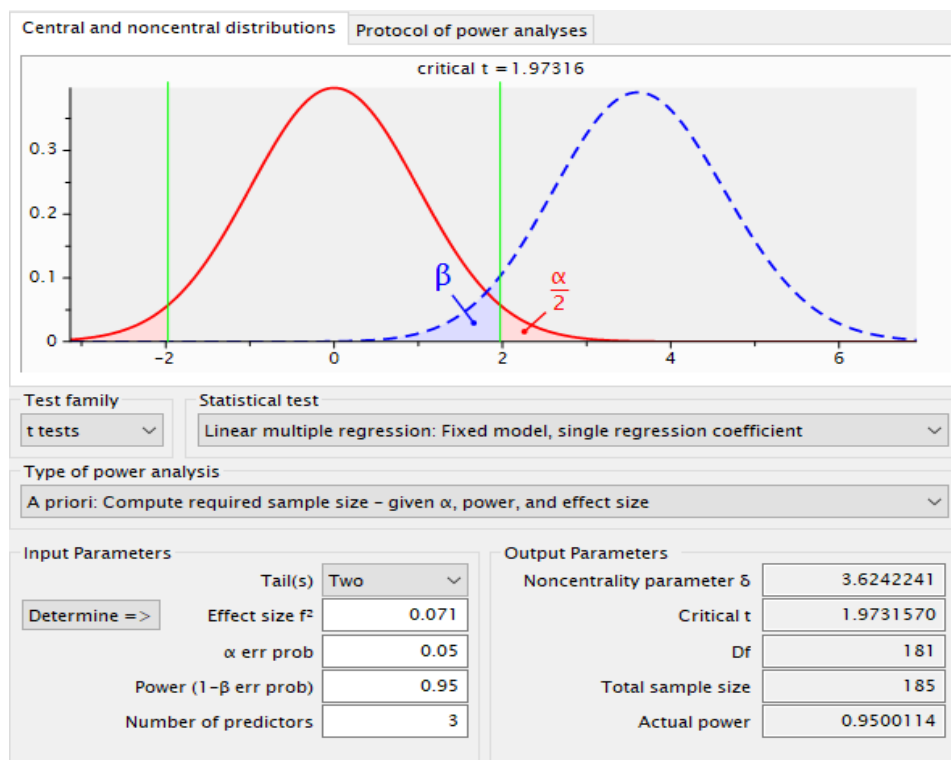 Central and noncentral distributions
Protocol of power analyses
critical t = 1.97316
0.3
0.2
0.1
0
β
α
2
-2
0
2
4
6
Test family
Statistical test
t tests
Linear multiple regression: Fixed model, single regression coefficient
Type of power analysis
A priori: Compute required sample size – given α, power, and effect size
Input Parameters
Output Parameters
Tail(s) Two
Noncentrality parameter δ 3.6242241
Determine => Effect size f² 0.071
Critical t 1.9731570
α err prob 0.05
Df 181
Power (1-β err prob) 0.95
Total sample size 185
Number of predictors 3
Actual power 0.9500114